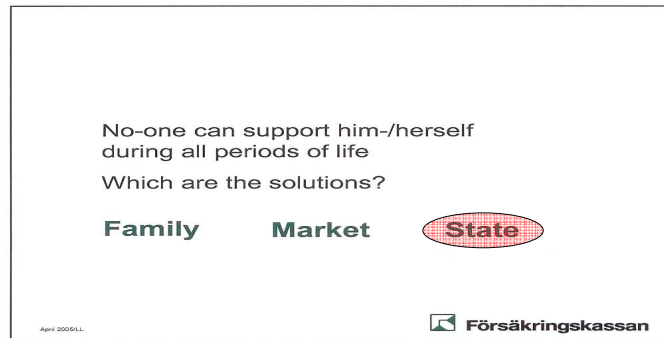 No-one can support him-/herself
during all periods of life
Which are the solutions?
Family Market State
April 2005/LL
Försäkringskassan